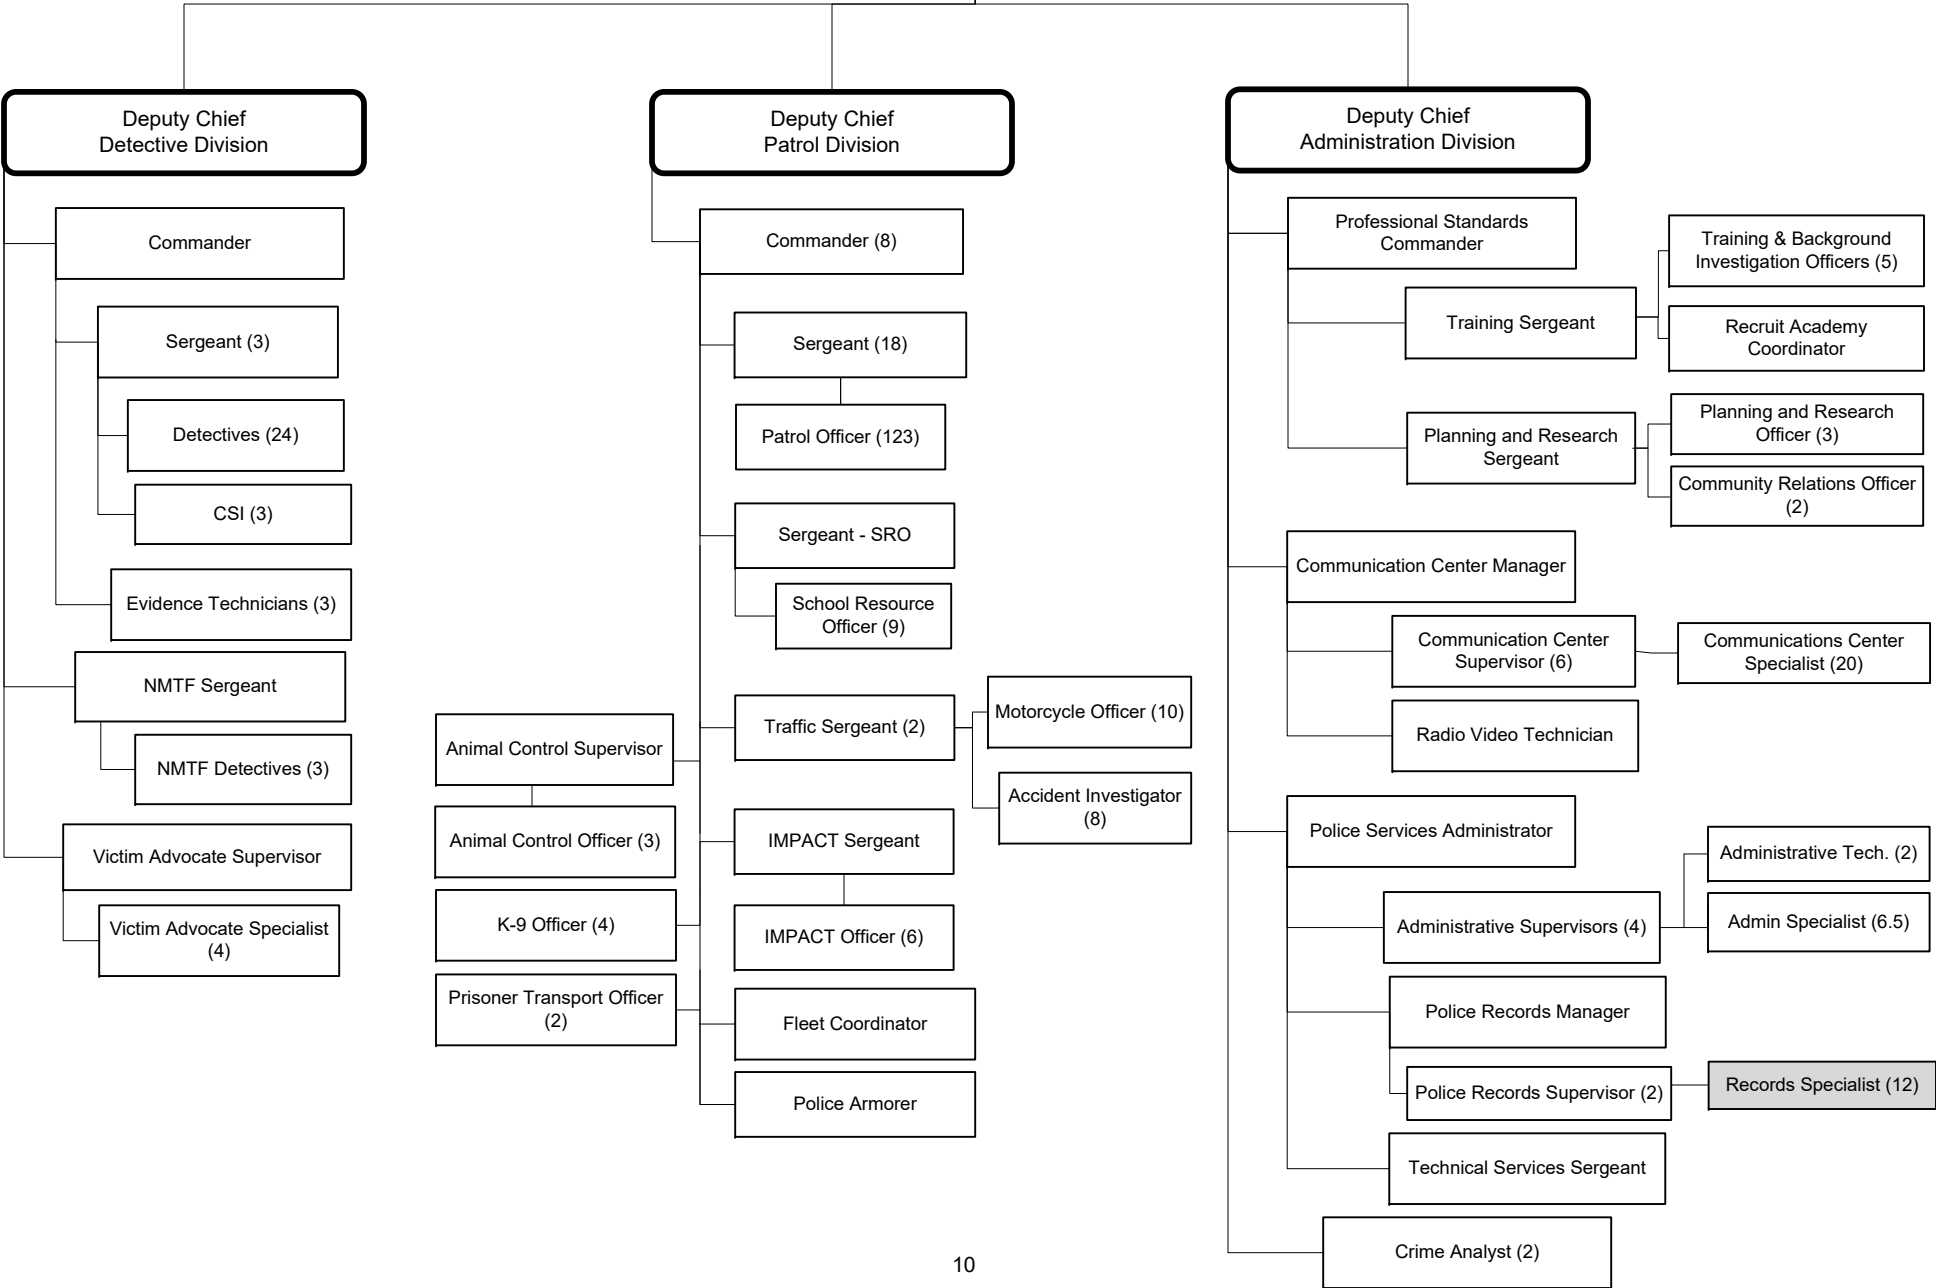 Deputy Chief
Detective Division
Commander
Sergeant (3)
Detectives (24)
CSI (3)
Evidence Technicians (3)
NMTF Sergeant
NMTF Detectives (3)
Victim Advocate Supervisor
Victim Advocate Specialist
(4)
Deputy Chief
Patrol Division
Commander (8)
Sergeant (18)
Patrol Officer (123)
Sergeant - SRO
School Resource
Officer (9)
Traffic Sergeant (2)
Motorcycle Officer (10)
Accident Investigator
(8)
Animal Control Supervisor
Animal Control Officer (3)
IMPACT Sergeant
IMPACT Officer (6)
K-9 Officer (4)
Prisoner Transport Officer
(2)
Fleet Coordinator
Police Armorer
Deputy Chief
Administration Division
Professional Standards
Commander
Training Sergeant
Training & Background
Investigation Officers (5)
Recruit Academy
Coordinator
Planning and Research
Sergeant
Planning and Research
Officer (3)
Community Relations Officer
(2)
Communication Center Manager
Communication Center
Supervisor (6)
Communications Center
Specialist (20)
Radio Video Technician
Police Services Administrator
Administrative Supervisors (4)
Administrative Tech. (2)
Admin Specialist (6.5)
Police Records Manager
Police Records Supervisor (2)
Records Specialist (12)
Technical Services Sergeant
Crime Analyst (2)
10